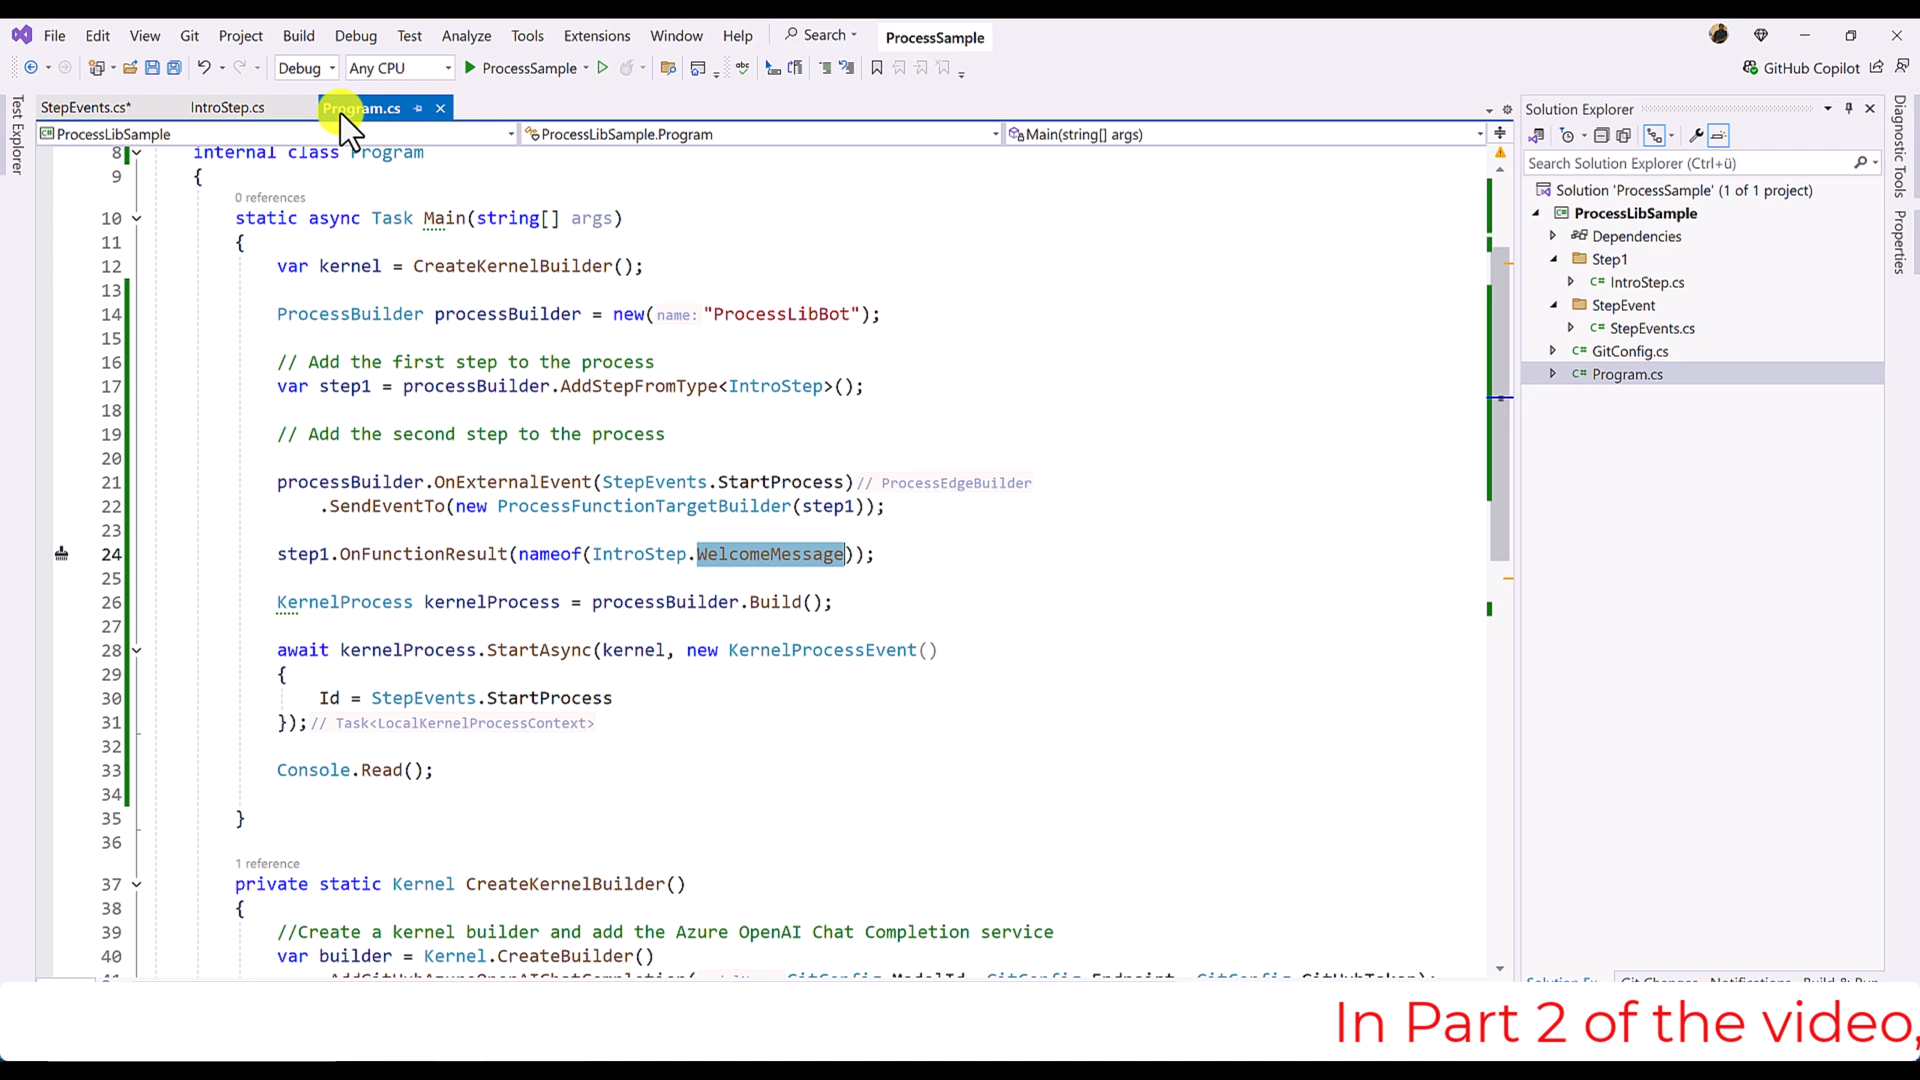 File Edit View Git Project Build Debug Test Analyze Tools Extensions Window Help Search ProcessSample
Debug Any CPU ProcessSample GitHub Copilot
StepEvents.cs* IntroStep.cs Program.cs
ProcessLibSample ProcessLibSample.Program Main(string[] args)
Test Explorer
8 internal class Program
9 {
0 references
10 static async Task Main(string[] args)
11 {
12 var kernel = CreateKernelBuilder();
13
14 ProcessBuilder processBuilder = new(name: "ProcessLibBot");
15
16 // Add the first step to the process
17 var step1 = processBuilder.AddStepFromType<IntroStep>();
18
19 // Add the second step to the process
20
21 processBuilder.OnExternalEvent(StepEvents.StartProcess)// ProcessEdgeBuilder
22 .SendEventTo(new ProcessFunctionTargetBuilder(step1));
23
24 step1.OnFunctionResult(nameof(IntroStep.WelcomeMessage));
25
26 KernelProcess kernelProcess = processBuilder.Build();
27
28 await kernelProcess.StartAsync(kernel, new KernelProcessEvent()
29 {
30 Id = StepEvents.StartProcess
31 });// Task<LocalKernelProcessContext>
32
33 Console.Read();
34
35 }
36
1 reference
37 private static Kernel CreateKernelBuilder()
38 {
39 //Create a kernel builder and add the Azure OpenAI Chat Completion service
40 var builder = Kernel.CreateBuilder()
Solution Explorer
Search Solution Explorer (Ctrl+ü)
Solution 'ProcessSample' (1 of 1 project)
ProcessLibSample
Dependencies
Step1
C# IntroStep.cs
StepEvent
C# StepEvents.cs
C# GitConfig.cs
C# Program.cs
Diagnostic Tools
Properties
In Part 2 of the video,